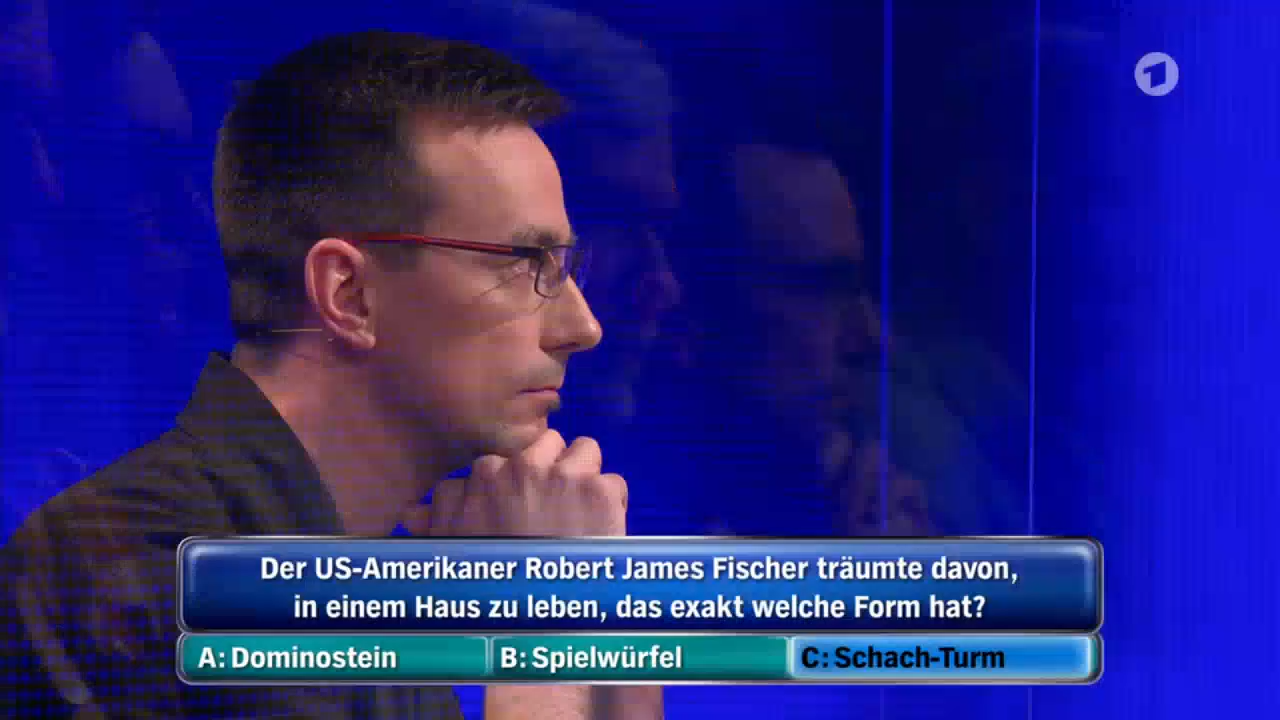 Der US-Amerikaner Robert James Fischer träumte davon,
in einem Haus zu leben, das exakt welche Form hat?
A: Dominostein
B: Spielwürfel
C: Schach-Turm